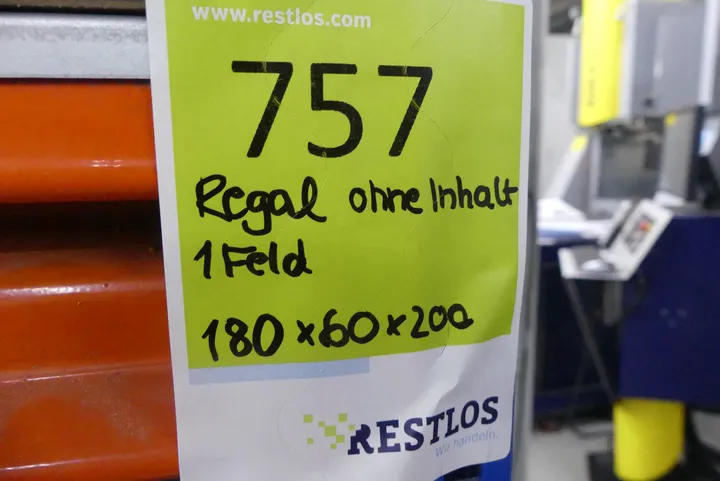 www.restlos.com
757
Regal ohne Inhalt
1 Feld
180 x 60 x 200
RESTLOS
Wir handeln.